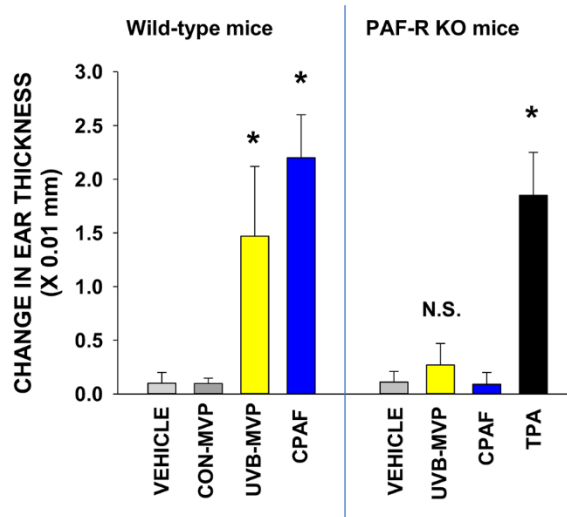 Wild-type mice
PAF-R KO mice
CHANGE IN EAR THICKNESS
(X 0.01 mm)
3.0
2.5
2.0
1.5
1.0
0.5
0.0
*
*
N.S.
*
VEHICLE
CON-MVP
UVB-MVP
CPAF
VEHICLE
UVB-MVP
CPAF
TPA